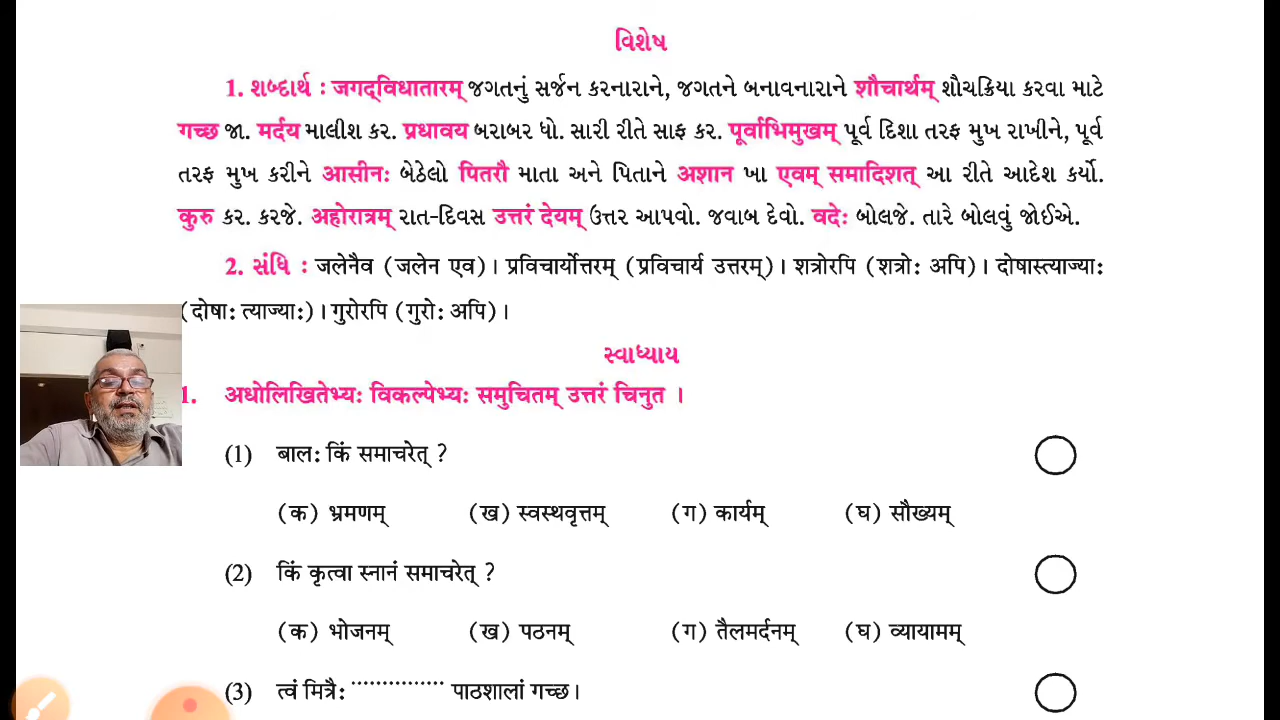 વિશેષ
1. શબ્દાર્થ : જगદ્विधातारम् જગતનું સર્જન કરનારાને, જગતને બનાવનારાને शौचार्थम् શૌચક્રિયા કરવા માટે
गच्छ જા. मर्दय માલીશ કર. प्रधावय બરાબર ધો. સારી રીતે સાફ કર. पूर्वाभिमुखम् પૂર્વ દિશા તરફ મુખ રાખીને, પૂર્વ
તરફ મુખ કરીને आसीनः બેઠેલો पितरौ માતા અને પિતાને अशान ખા एवम् समादिशत् આ રીતે આદેશ કર્યો.
कुरु કર. કરજે. अहोरात्रम् રાત-દિવસ उत्तरं देयम् ઉત્તર આપવો. જવાબ દેવો. वदेः બોલજે. તારે બોલવું જોઈએ.
2. સંધિ : जलेनैव (जलेन एव)। प्रविचार्योत्तरम् (प्रविचार्य उत्तरम्)। शत्रोरपि (शत्रोः अपि)। दोषास्त्याज्याः
(दोषाः त्याज्याः)। गुरोरपि (गुरोः अपि)।
સ્વાધ્યાય
1. अधोलिखितेभ्यः विकल्पेभ्यः समुचितम् उत्तरं चिनुत ।
(1) बालः किं समाचरेत् ?
(क) भ्रमणम् (ख) स्वस्थवृत्तम् (ग) कार्यम् (घ) सौख्यम्
(2) किं कृत्वा स्नानं समाचरेत् ?
(क) भोजनम् (ख) पठनम् (ग) तैलमर्दनम् (घ) व्यायामम्
(3) त्वं मित्रैः ............... पाठशालां गच्छ।